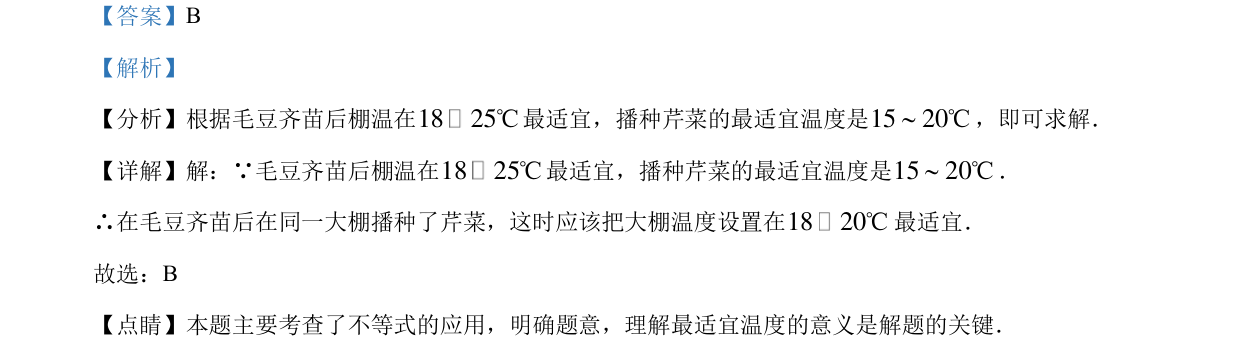 【答案】B
【解析】
【分析】根据毛豆齐苗后棚温在18□25℃最适宜，播种芹菜的最适宜温度是15~20℃，即可求解．
【详解】解：∵毛豆齐苗后棚温在18□25℃最适宜，播种芹菜的最适宜温度是15~20℃．
∴在毛豆齐苗后在同一大棚播种了芹菜，这时应该把大棚温度设置在18□20℃最适宜．
故选：B
【点睛】本题主要考查了不等式的应用，明确题意，理解最适宜温度的意义是解题的关键．